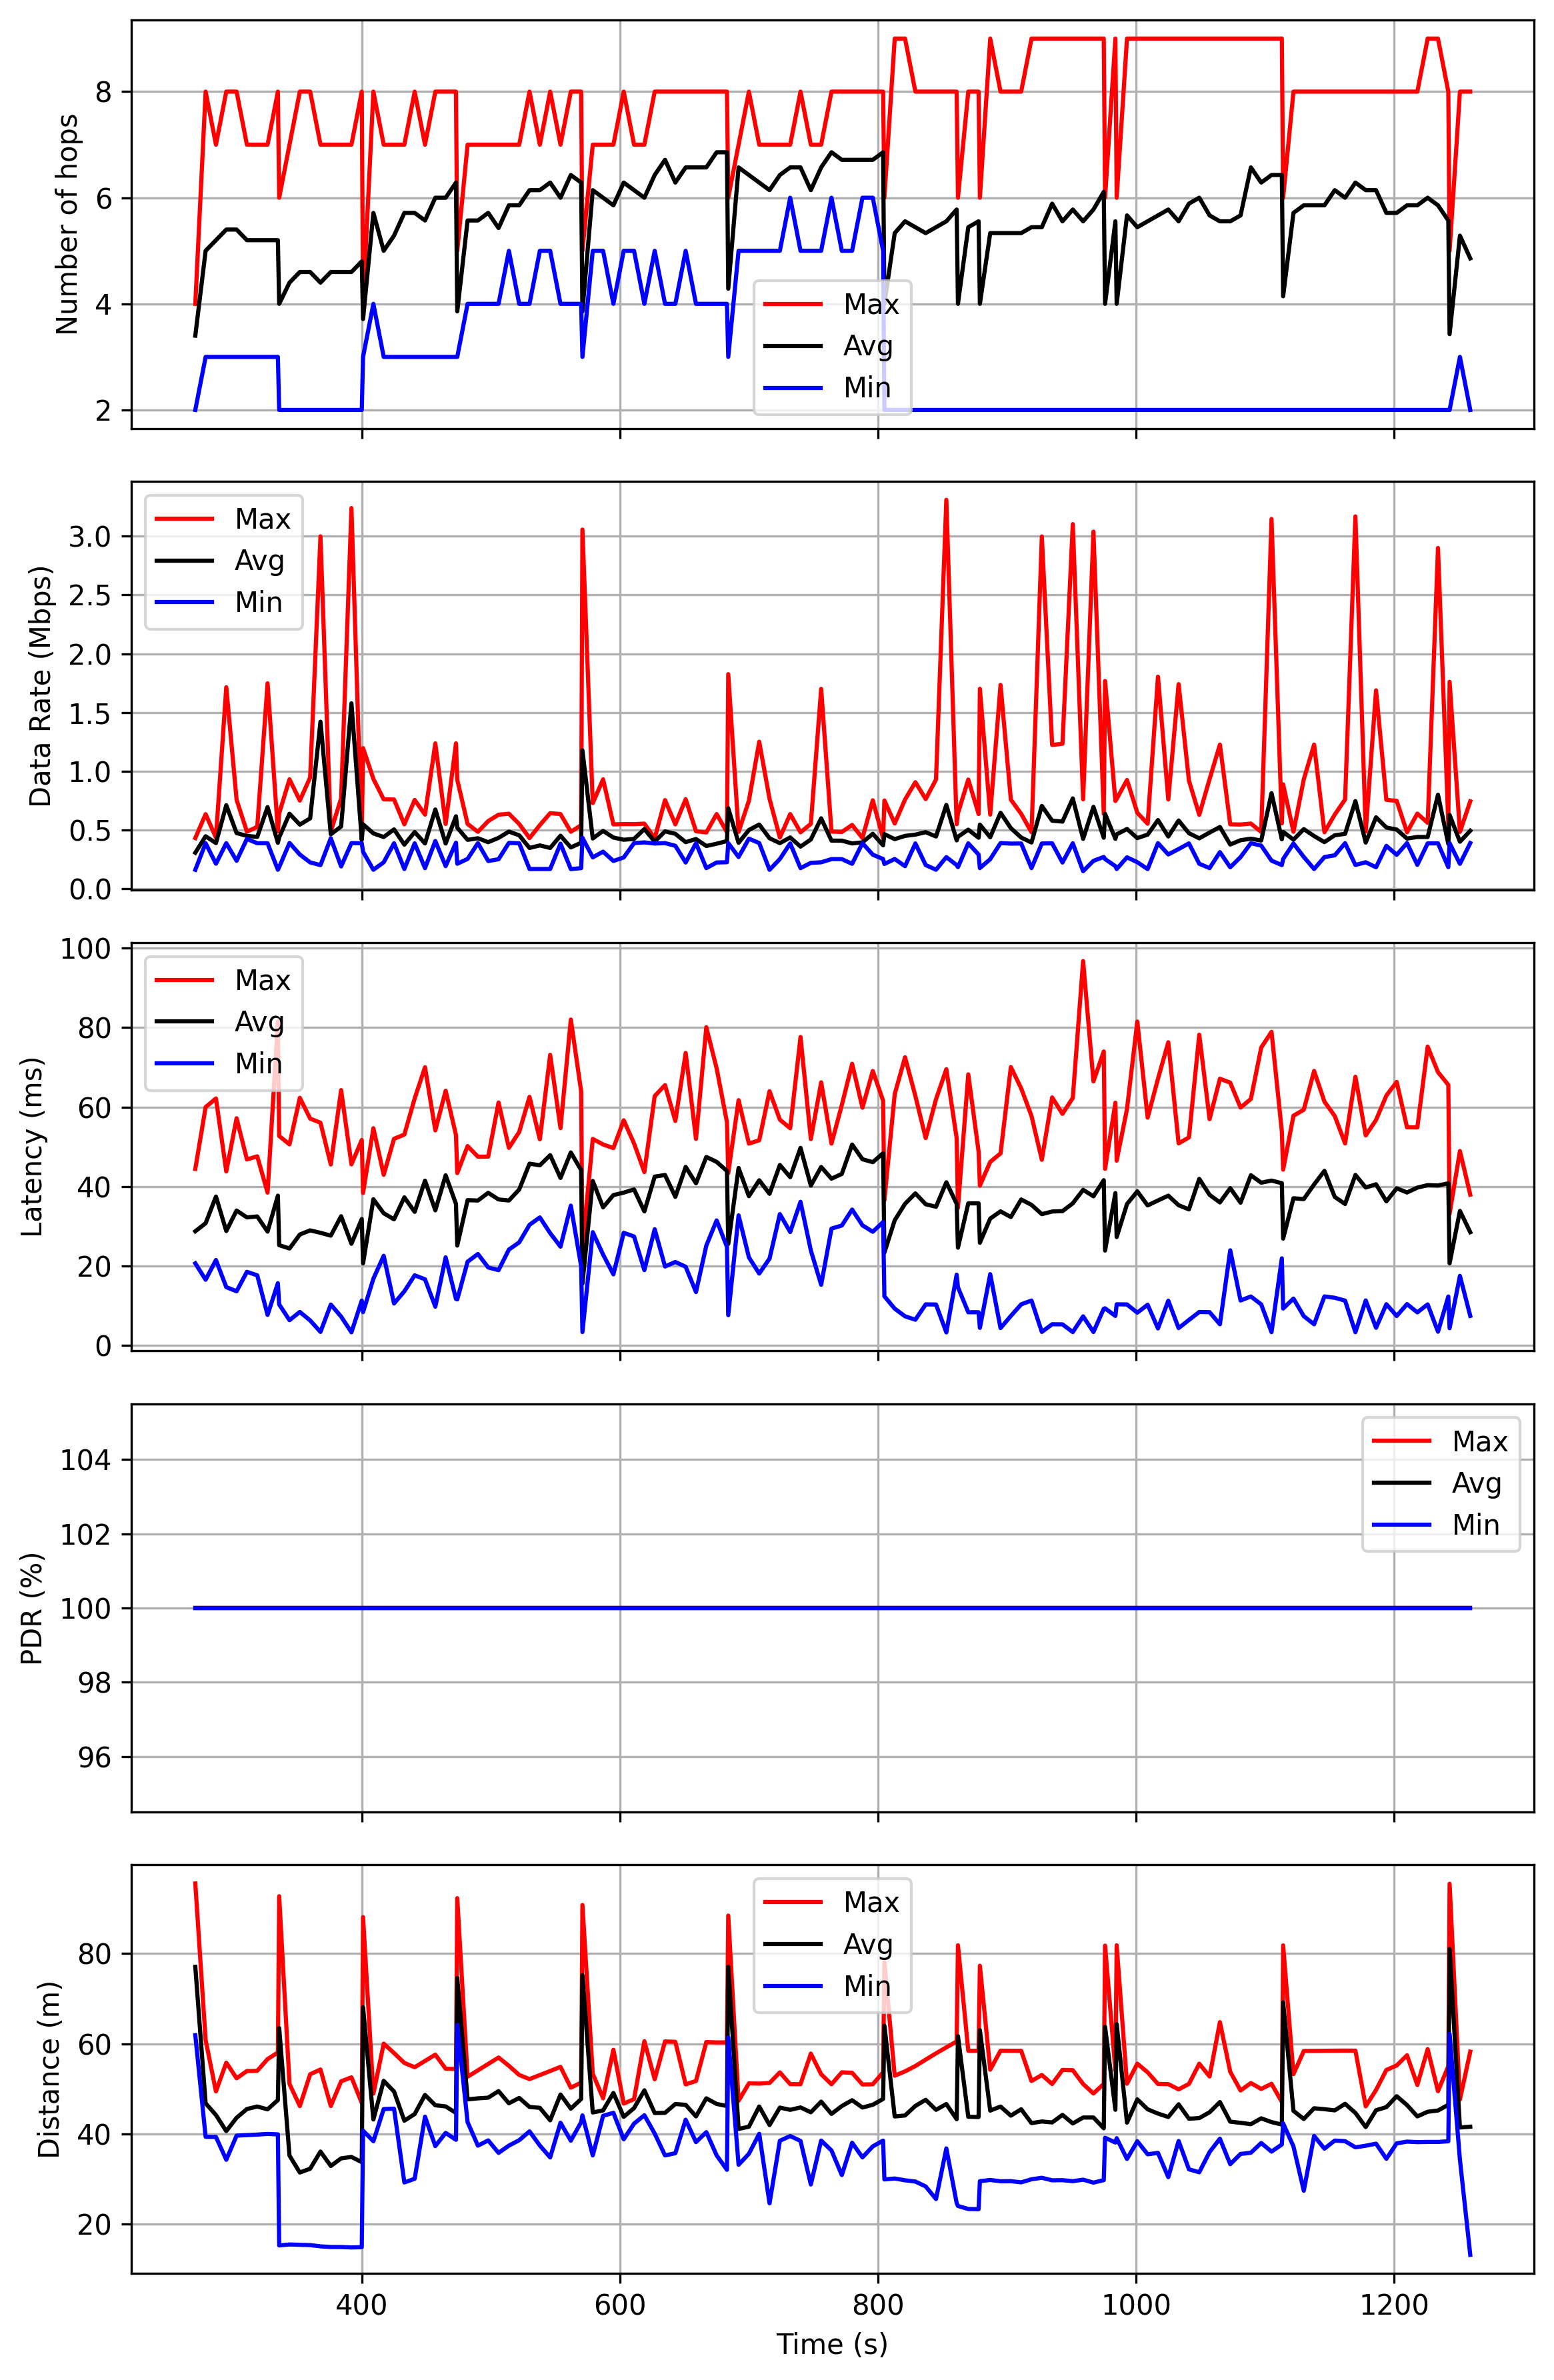 Number of hops
8
6
4
2
Max
Avg
Min
Data Rate (Mbps)
3.0
2.5
2.0
1.5
1.0
0.5
0.0
Max
Avg
Min
Latency (ms)
100
80
60
40
20
0
Max
Avg
Min
PDR (%)
104
102
100
98
96
Max
Avg
Min
Distance (m)
80
60
40
20
Max
Avg
Min
400 600 800 1000 1200
Time (s)